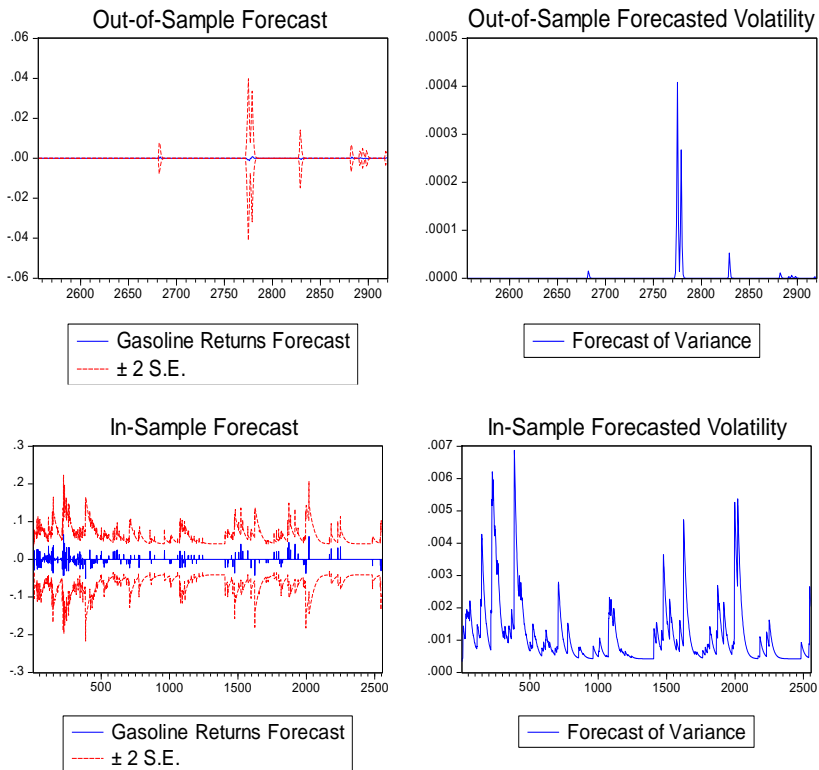 Out-of-Sample Forecast
.06
.04
.02
.00
-.02
-.04
-.06
2600 2650 2700 2750 2800 2850 2900
Gasoline Returns Forecast
± 2 S.E.
Out-of-Sample Forecasted Volatility
.0005
.0004
.0003
.0002
.0001
.0000
2600 2650 2700 2750 2800 2850 2900
Forecast of Variance
In-Sample Forecast
.3
.2
.1
.0
-.1
-.2
-.3
500 1000 1500 2000 2500
Gasoline Returns Forecast
± 2 S.E.
In-Sample Forecasted Volatility
.007
.006
.005
.004
.003
.002
.001
.000
500 1000 1500 2000 2500
Forecast of Variance